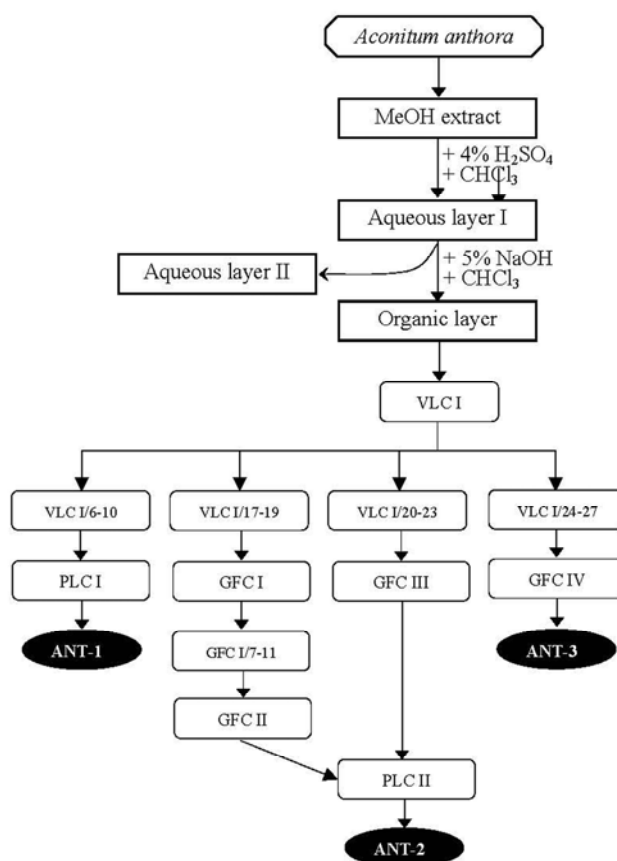 Aconitum anthora
MeOH extract
+ 4% H₂SO₄
+ CHCl₃
Aqueous layer I
Aqueous layer II
+ 5% NaOH
+ CHCl₃
Organic layer
VLC I
VLC I/6-10
VLC I/17-19
VLC I/20-23
VLC I/24-27
PLC I
GFC I
GFC III
GFC IV
ANT-1
GFC I/7-11
ANT-3
GFC II
PLC II
ANT-2